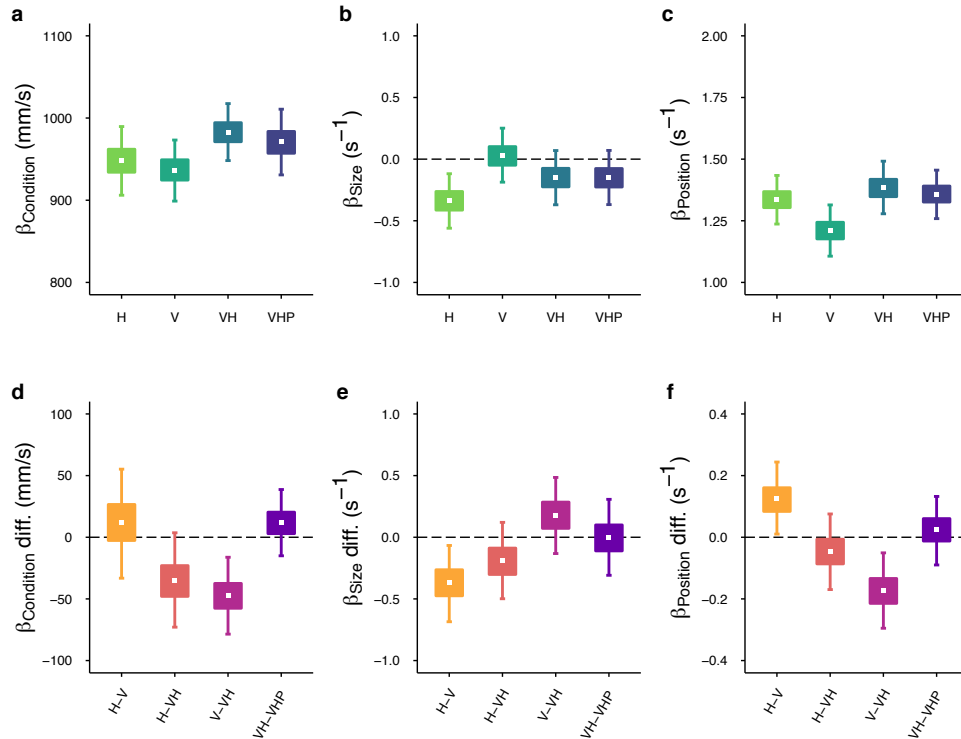 a
βCondition (mm/s)
1100
1000
900
800
H V VH VHP
b
βSize (s⁻¹)
1.0
0.5
0.0
−0.5
−1.0
H V VH VHP
c
βPosition (s⁻¹)
2.00
1.75
1.50
1.25
1.00
H V VH VHP
d
βCondition diff. (mm/s)
100
50
0
−50
−100
H−V H−VH V−VH VH−VHP
e
βSize diff. (s⁻¹)
1.0
0.5
0.0
−0.5
−1.0
H−V H−VH V−VH VH−VHP
f
βPosition diff. (s⁻¹)
0.4
0.2
0.0
−0.2
−0.4
H−V H−VH V−VH VH−VHP